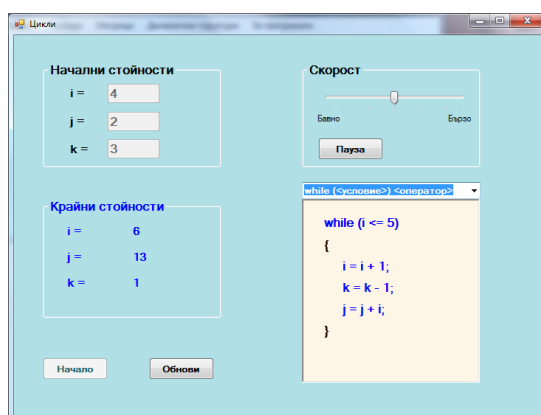 Цикли
Начални стойности
i = 4
j = 2
k = 3
Скорост
Бавно Бързо
Пауза
Крайни стойности
i = 6
j = 13
k = 1
while (<условие>) <оператор>
while (i <= 5)
{
i = i + 1;
k = k - 1;
j = j + i;
}
Начало Обнови